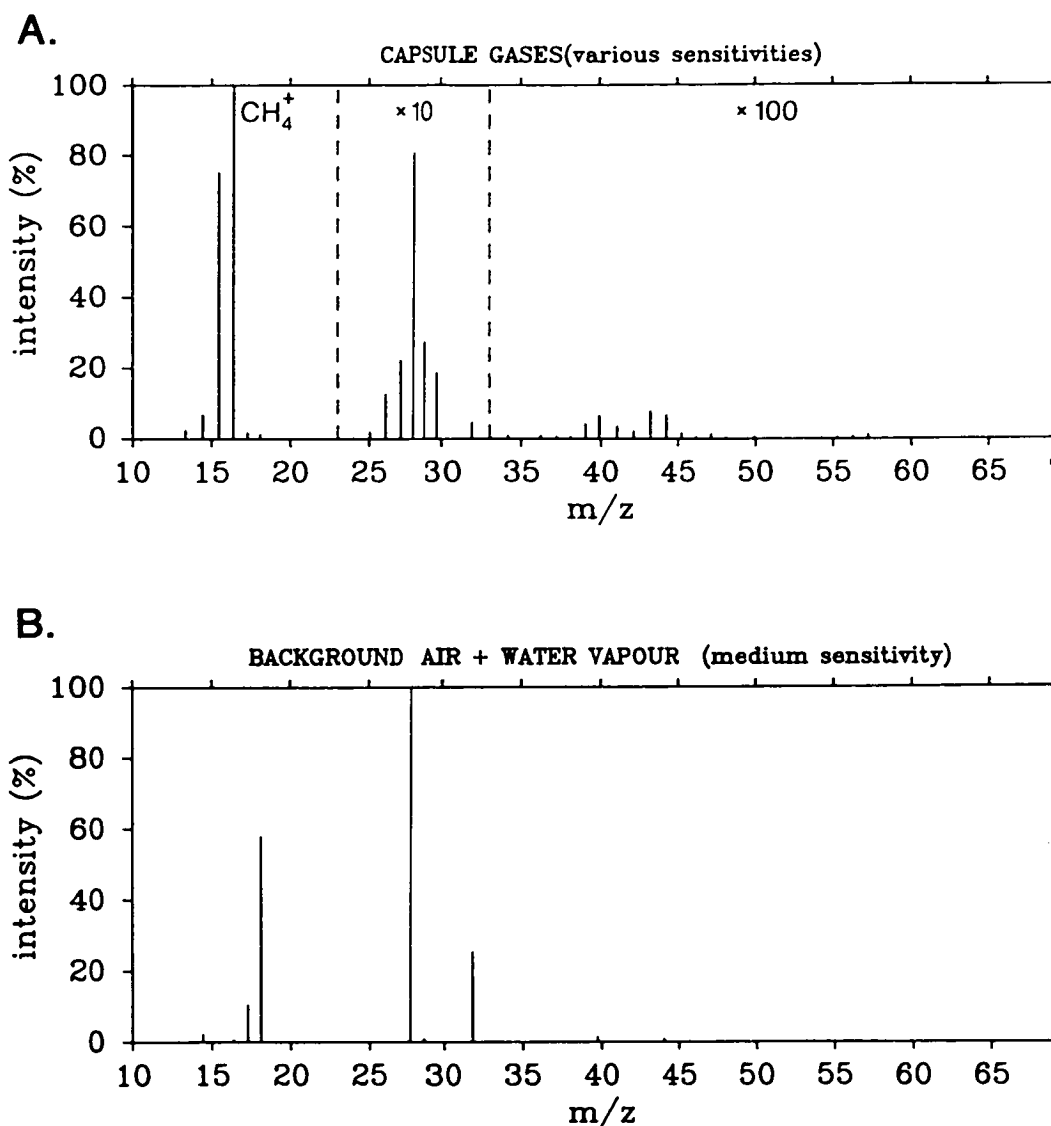 A.
CAPSULE GASES(various sensitivities)
CH₄⁺ × 10 × 100
100
80
60
40
20
0
intensity (%)
10 15 20 25 30 35 40 45 50 55 60 65
m/z
B.
BACKGROUND AIR + WATER VAPOUR (medium sensitivity)
100
80
60
40
20
0
intensity (%)
10 15 20 25 30 35 40 45 50 55 60 65
m/z